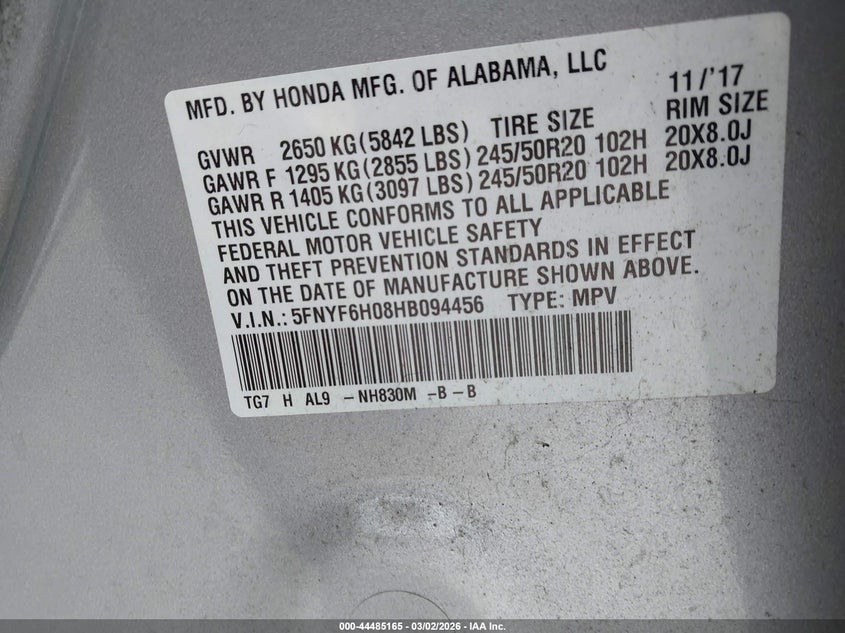 MFD. BY HONDA MFG. OF ALABAMA, LLC 11/'17
GVWR 2650 KG (5842 LBS) TIRE SIZE RIM SIZE
GAWR F 1295 KG (2855 LBS) 245/50R20 102H 20X8.0J
GAWR R 1405 KG (3097 LBS) 245/50R20 102H 20X8.0J
THIS VEHICLE CONFORMS TO ALL APPLICABLE
FEDERAL MOTOR VEHICLE SAFETY
AND THEFT PREVENTION STANDARDS IN EFFECT
ON THE DATE OF MANUFACTURE SHOWN ABOVE.
V.I.N.: 5FNYF6H08HB094456 TYPE: MPV
TG7 H AL9 -NH830M -B-B
000-44485165 - 03/02/2026 - IAA Inc.